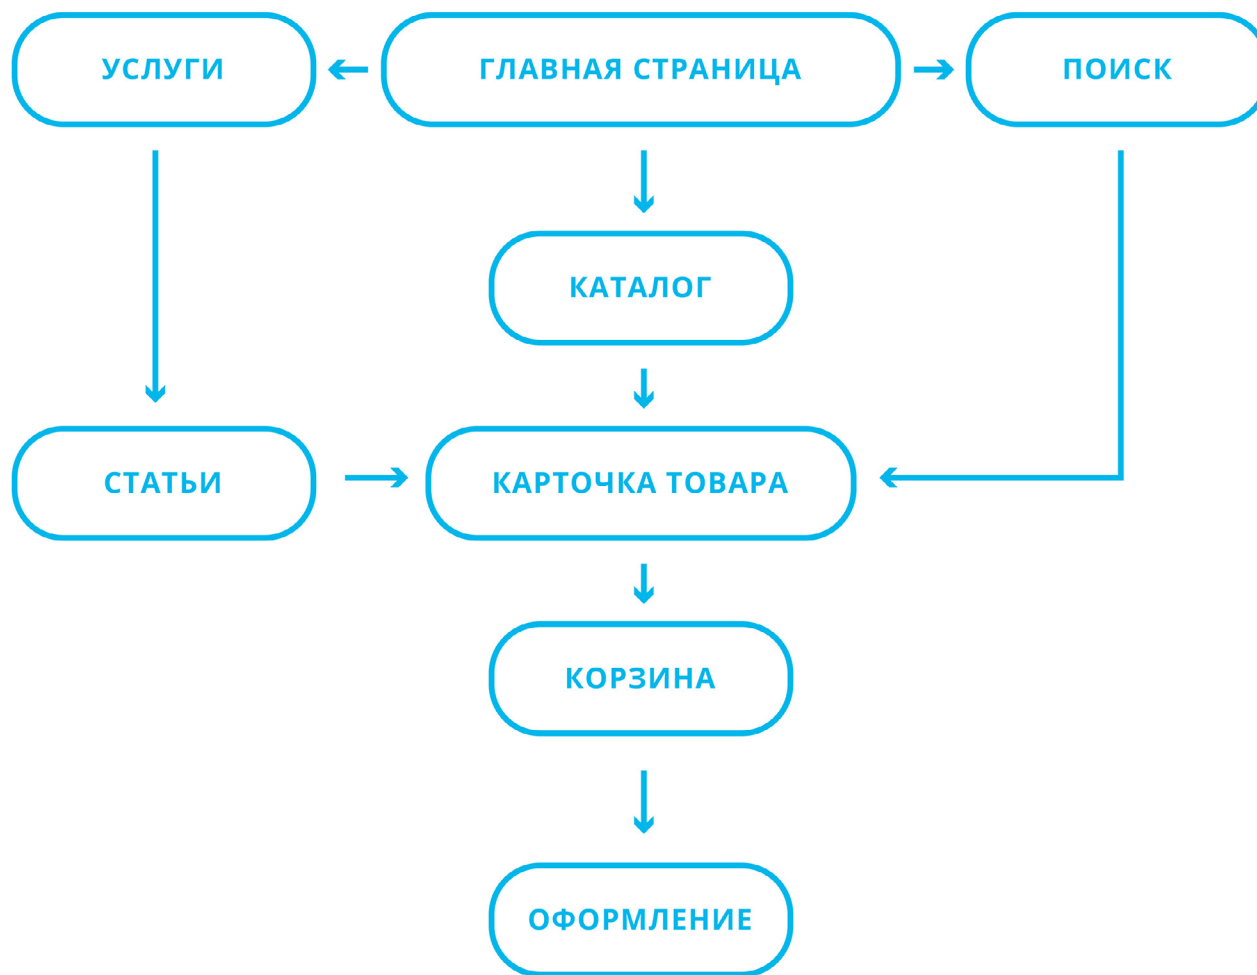 УСЛУГИ
ГЛАВНАЯ СТРАНИЦА
ПОИСК
КАТАЛОГ
СТАТЬИ
КАРТОЧКА ТОВАРА
КОРЗИНА
ОФОРМЛЕНИЕ